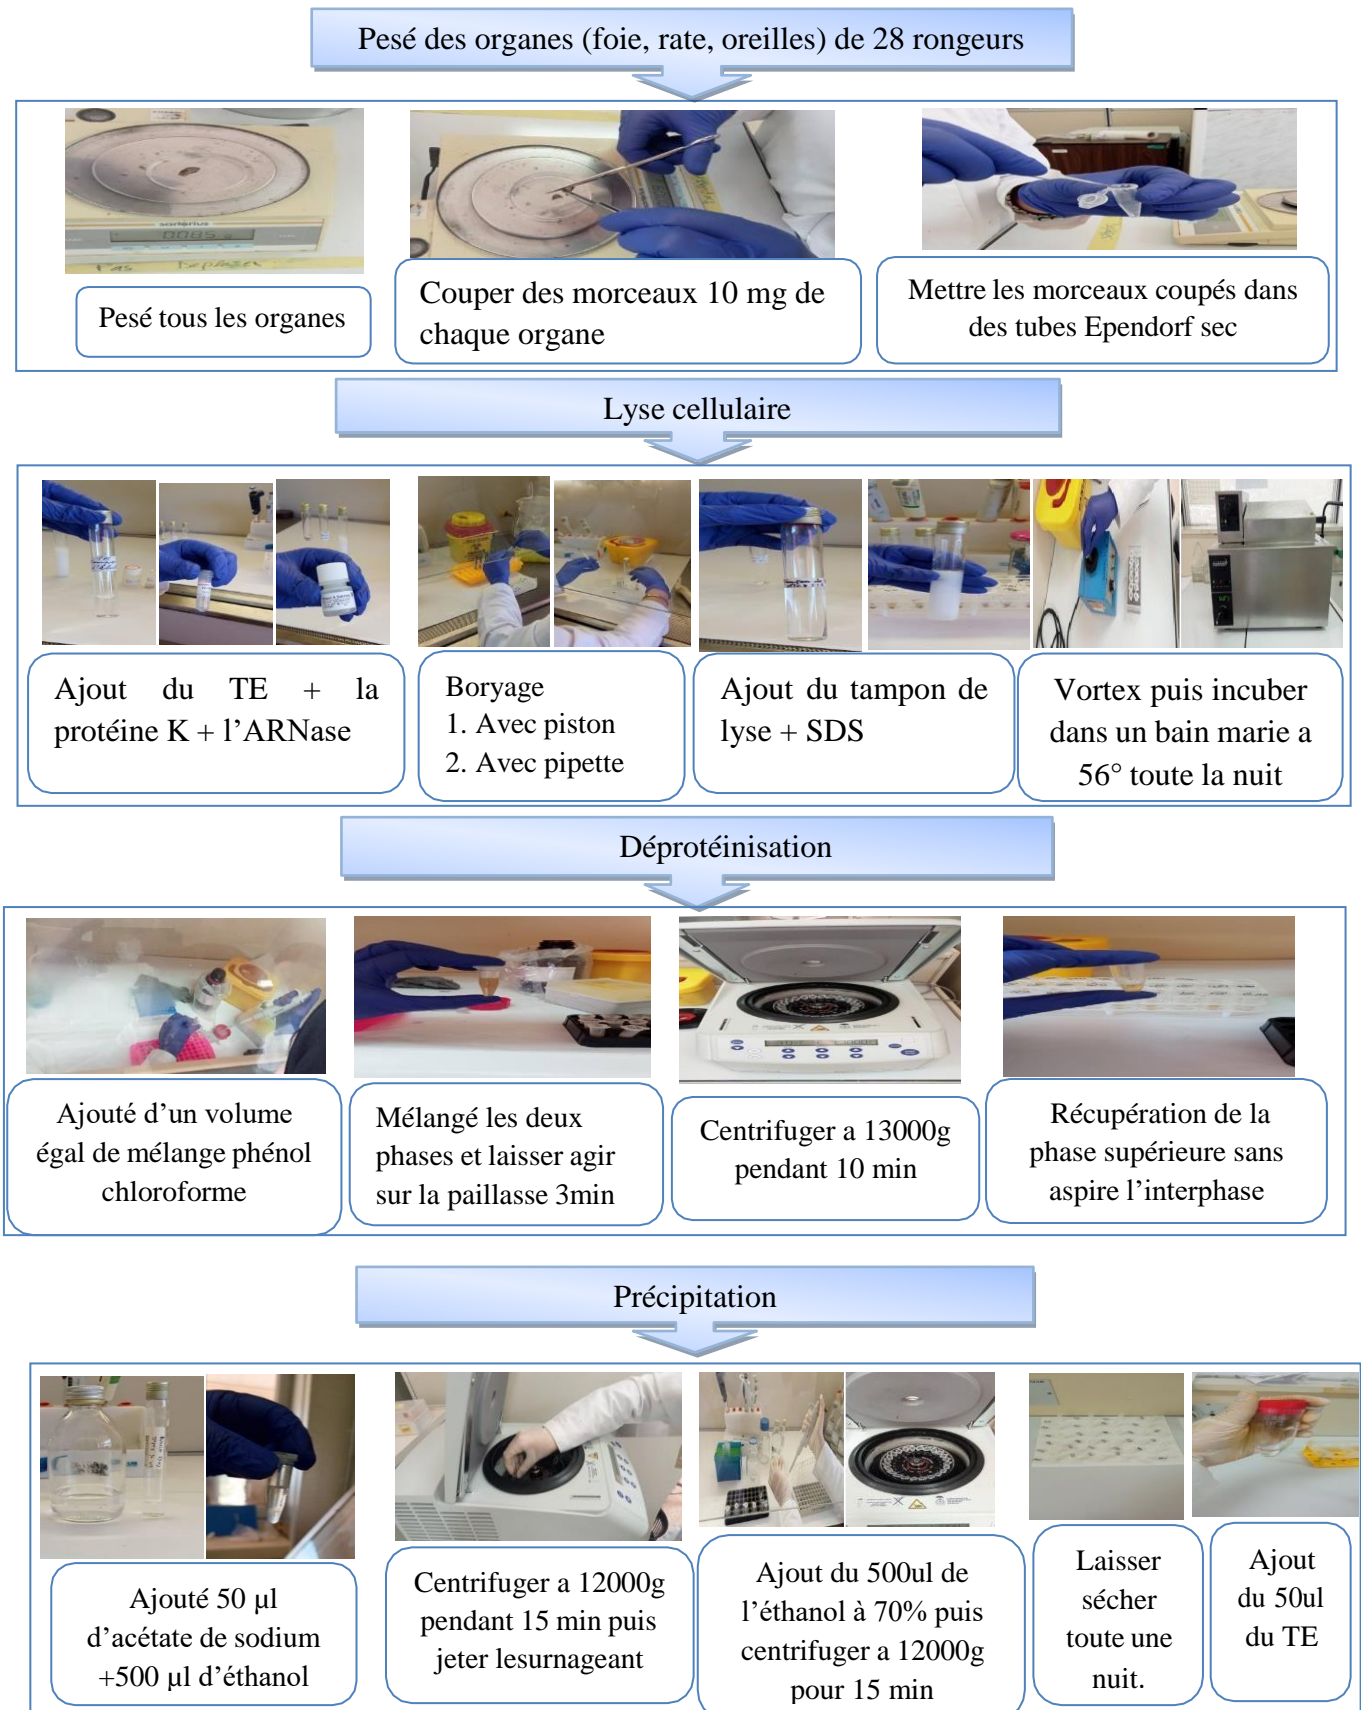 Pesé des organes (foie, rate, oreilles) de 28 rongeurs
sartorius
Pesé tous les organes
Couper des morceaux 10 mg de
chaque organe
Mettre les morceaux coupés dans
des tubes Ependorf sec
Lyse cellulaire
Ajout du TE + la
protéine K + l’ARNase
Boryage
1. Avec piston
2. Avec pipette
Ajout du tampon de
lyse + SDS
Vortex puis incuber
dans un bain marie a
56° toute la nuit
Déprotéinisation
Ajouté d’un volume
égal de mélange phénol
chloroforme
Mélangé les deux
phases et laisser agir
sur la paillasse 3min
Centrifuger a 13000g
pendant 10 min
Récupération de la
phase supérieure sans
aspire l’interphase
Précipitation
Ajouté 50 µl
d’acétate de sodium
+500 µl d’éthanol
Centrifuger a 12000g
pendant 15 min puis
jeter lesurnageant
Ajout du 500ul de
l’éthanol à 70% puis
centrifuger a 12000g
pour 15 min
Laisser
sécher
toute une
nuit.
Ajout
du 50ul
du TE